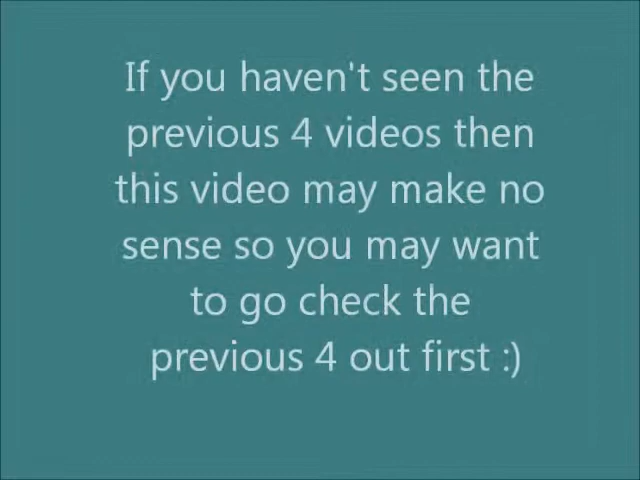 If you haven't seen the
previous 4 videos then
this video may make no
sense so you may want
to go check the
previous 4 out first :)